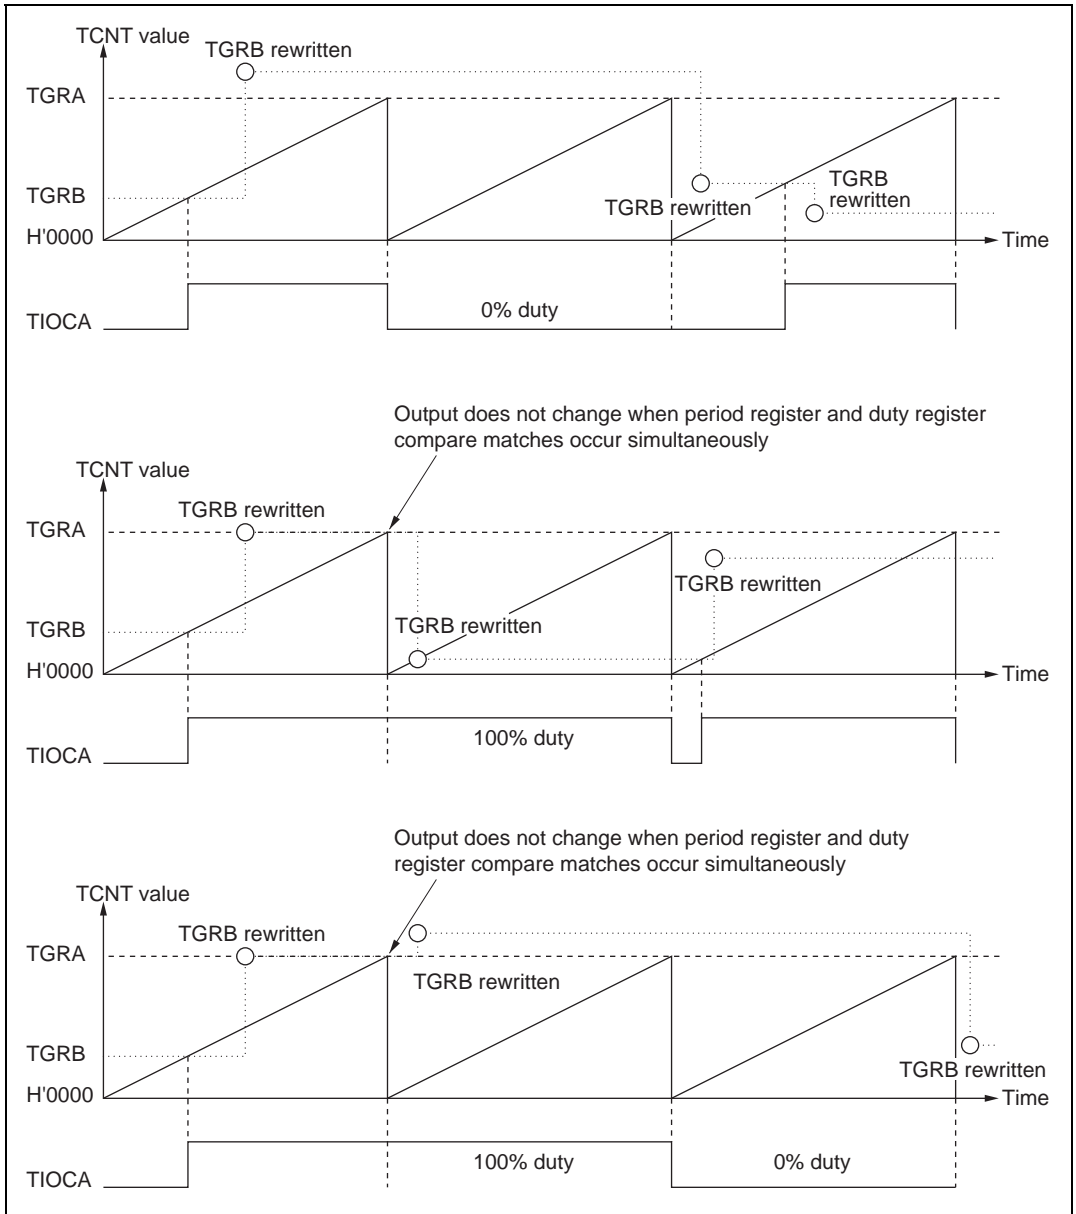 TCNT value
TGRB rewritten
TGRA
TGRB
rewritten
TGRB
TGRB rewritten
H'0000
Time
0% duty
TIOCA
Output does not change when period register and duty register
compare matches occur simultaneously
TCNT value
TGRB rewritten
TGRA
TGRB rewritten
TGRB
TGRB rewritten
H'0000
Time
100% duty
TIOCA
Output does not change when period register and duty
register compare matches occur simultaneously
TCNT value
TGRB rewritten
TGRA
TGRB rewritten
TGRB
TGRB rewritten
H'0000
Time
100% duty
0% duty
TIOCA